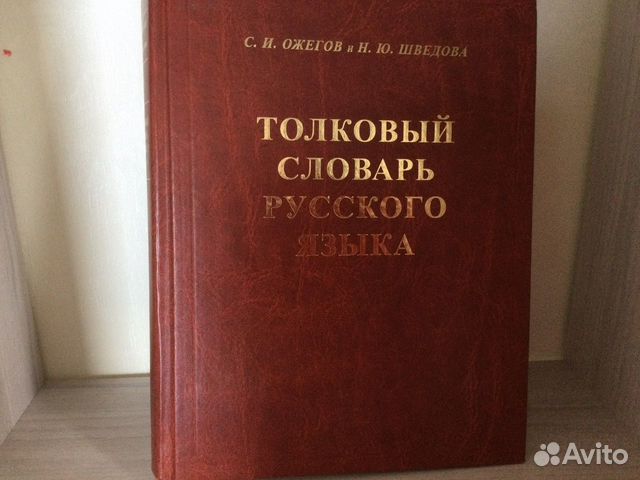 С. И. ОЖЕГОВ и Н. Ю. ШВЕДОВА
ТОЛКОВЫЙ
СЛОВАРЬ
РУССКОГО
ЯЗЫКА
Avito